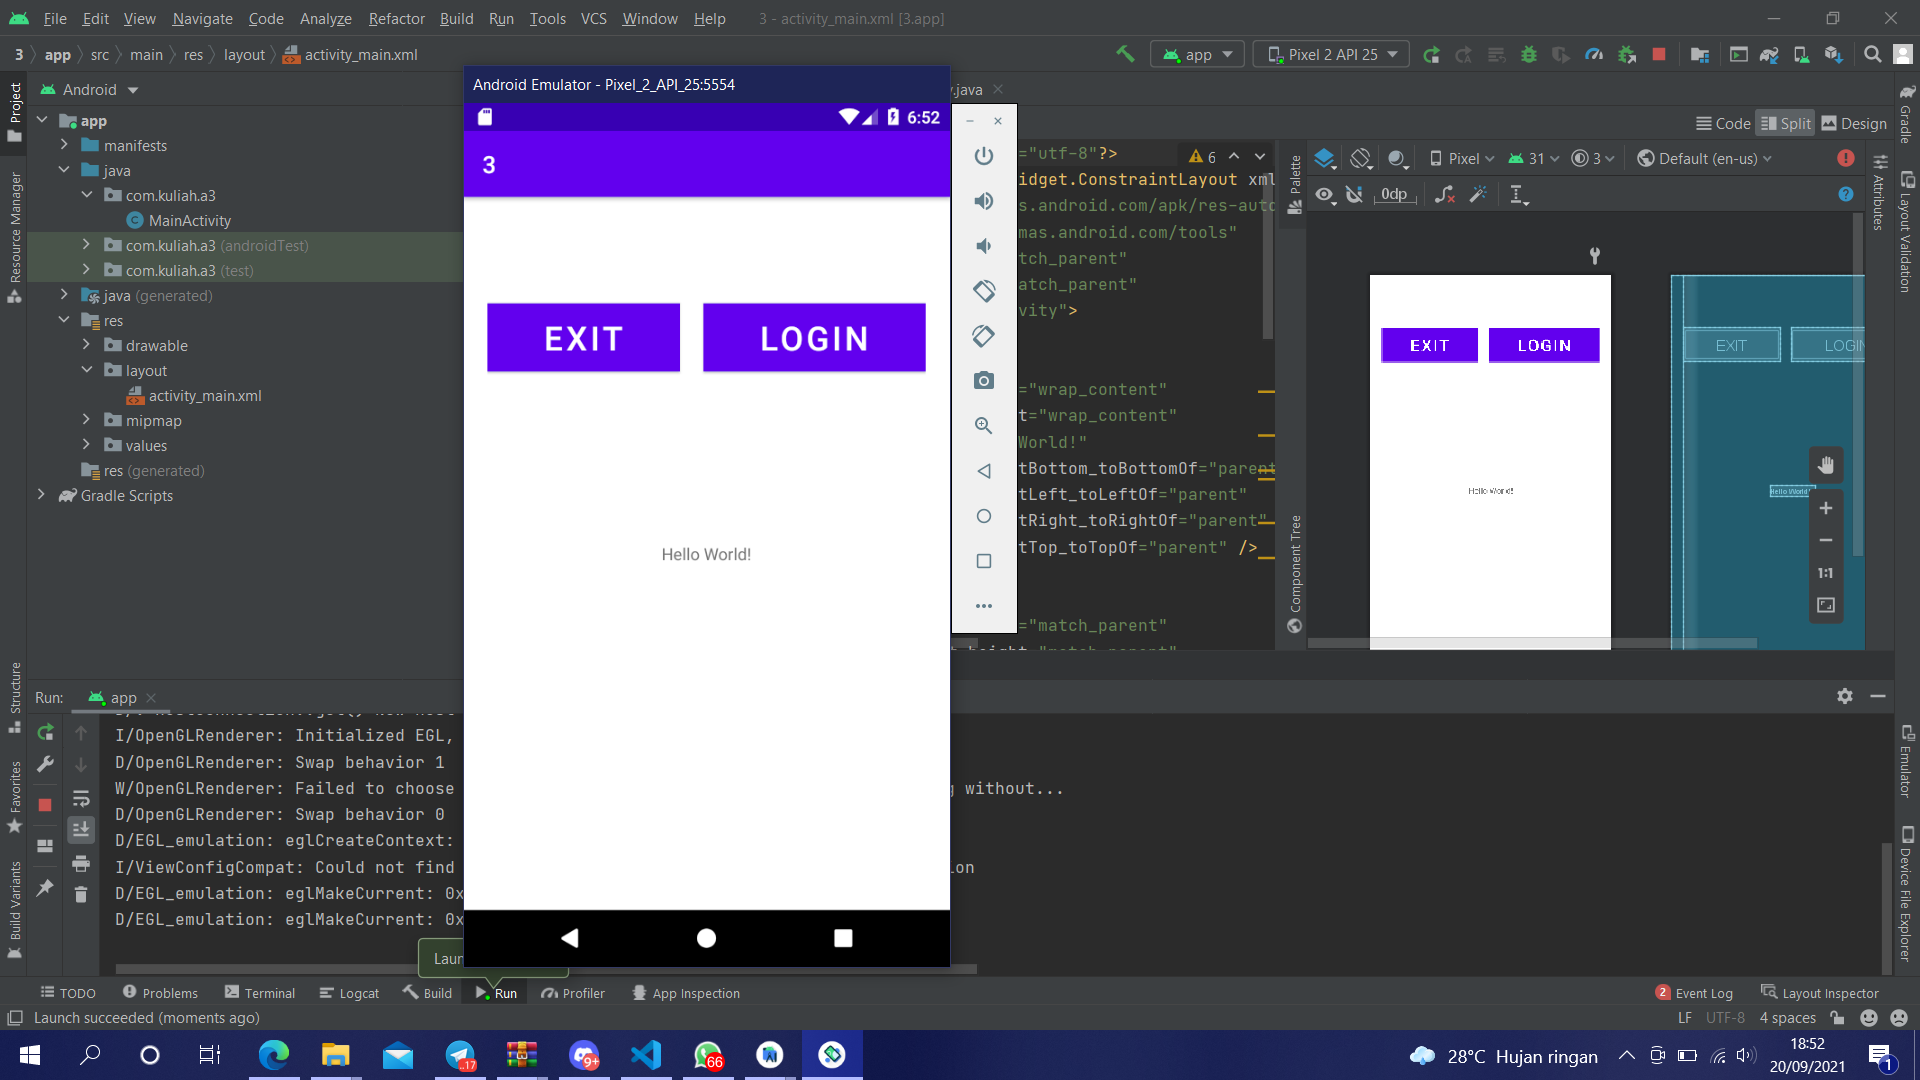 File Edit View Navigate Code Analyze Refactor Build Run Tools VCS Window Help 3 - activity_main.xml [3.app]
3 app src main res layout activity_main.xml
app Pixel 2 API 25
Project
Android
Android Emulator - Pixel_2_API_25:5554
.java
Code Split Design
6:52
3
app
manifests
java
com.kuliah.a3
MainActivity
com.kuliah.a3 (androidTest)
com.kuliah.a3 (test)
java (generated)
res
drawable
layout
activity_main.xml
mipmap
values
res (generated)
Gradle Scripts
Resource Manager
Structure
Favorites
Build Variants
EXIT LOGIN
Hello World!
="utf-8"?> 6
idget.ConstraintLayout xml
s.android.com/apk/res-auto
mas.android.com/tools"
tch_parent"
atch_parent"
vity">
="wrap_content"
t="wrap_content"
World!"
tBottom_toBottomOf="parent
tLeft_toLeftOf="parent"
tRight_toRightOf="parent"
tTop_toTopOf="parent" />
="match_parent"
Palette
Component Tree
Pixel 31 3 Default (en-us)
0dp
EXIT LOGIN
Hello World!
EXIT LOGIN
Hello World!
1:1
Gradle
Attributes
Layout Validation
Emulator
Device File Explorer
Run: app
I/OpenGLRenderer: Initialized EGL,
D/OpenGLRenderer: Swap behavior 1
W/OpenGLRenderer: Failed to choose
without...
D/OpenGLRenderer: Swap behavior 0
D/EGL_emulation: eglCreateContext:
I/ViewConfigCompat: Could not find
on
D/EGL_emulation: eglMakeCurrent: 0x
D/EGL_emulation: eglMakeCurrent: 0x
Laun
TODO Problems Terminal Logcat Build Run Profiler App Inspection 2 Event Log Layout Inspector
Launch succeeded (moments ago) LF UTF-8 4 spaces
17 9+ 66
28°C Hujan ringan
18:52
20/09/2021
1